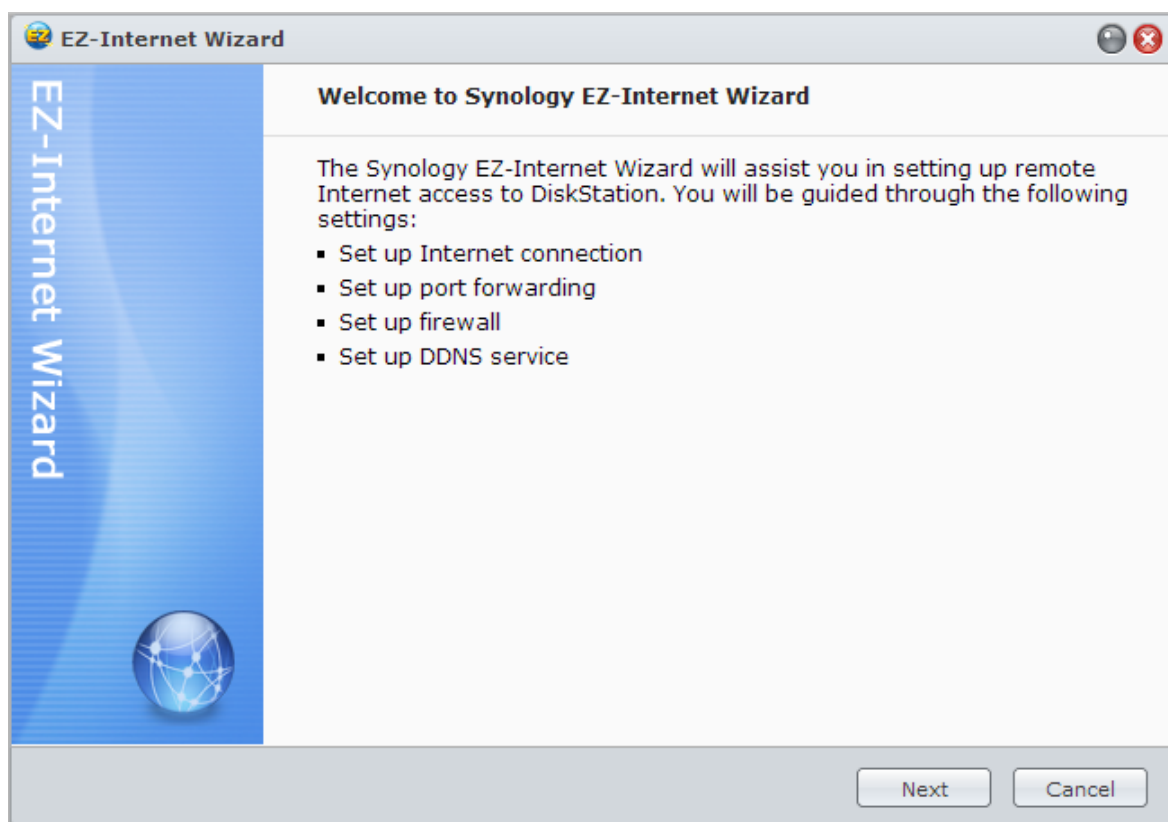 EZ-Internet Wizard
EZ-Internet Wizard
Welcome to Synology EZ-Internet Wizard
The Synology EZ-Internet Wizard will assist you in setting up remote
Internet access to DiskStation. You will be guided through the following
settings:
▪ Set up Internet connection
▪ Set up port forwarding
▪ Set up firewall
▪ Set up DDNS service
Next Cancel